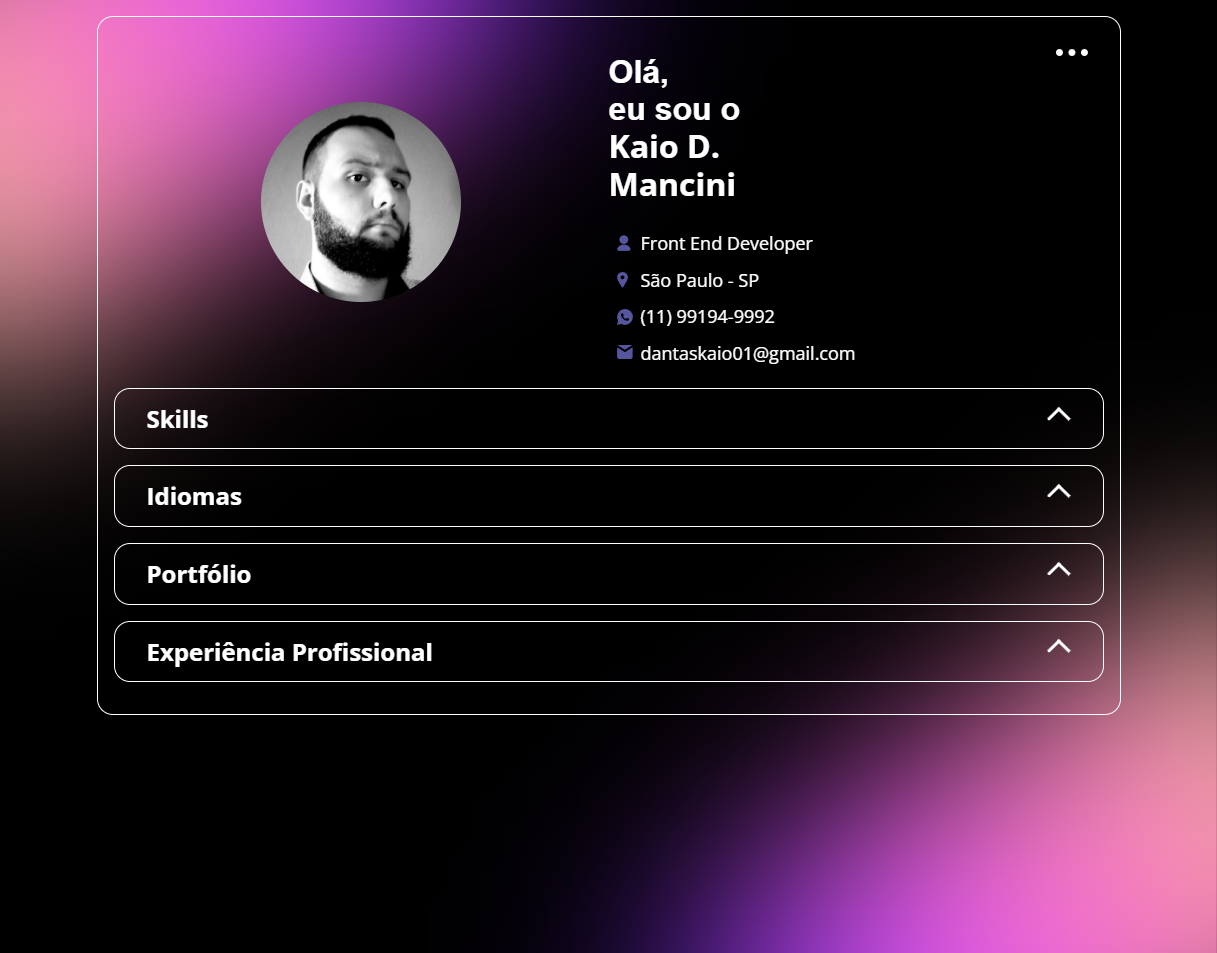 Olá,
eu sou o
Kaio D.
Mancini
Front End Developer
São Paulo - SP
(11) 99194-9992
dantaskaio01@gmail.com
Skills
Idiomas
Portfólio
Experiência Profissional